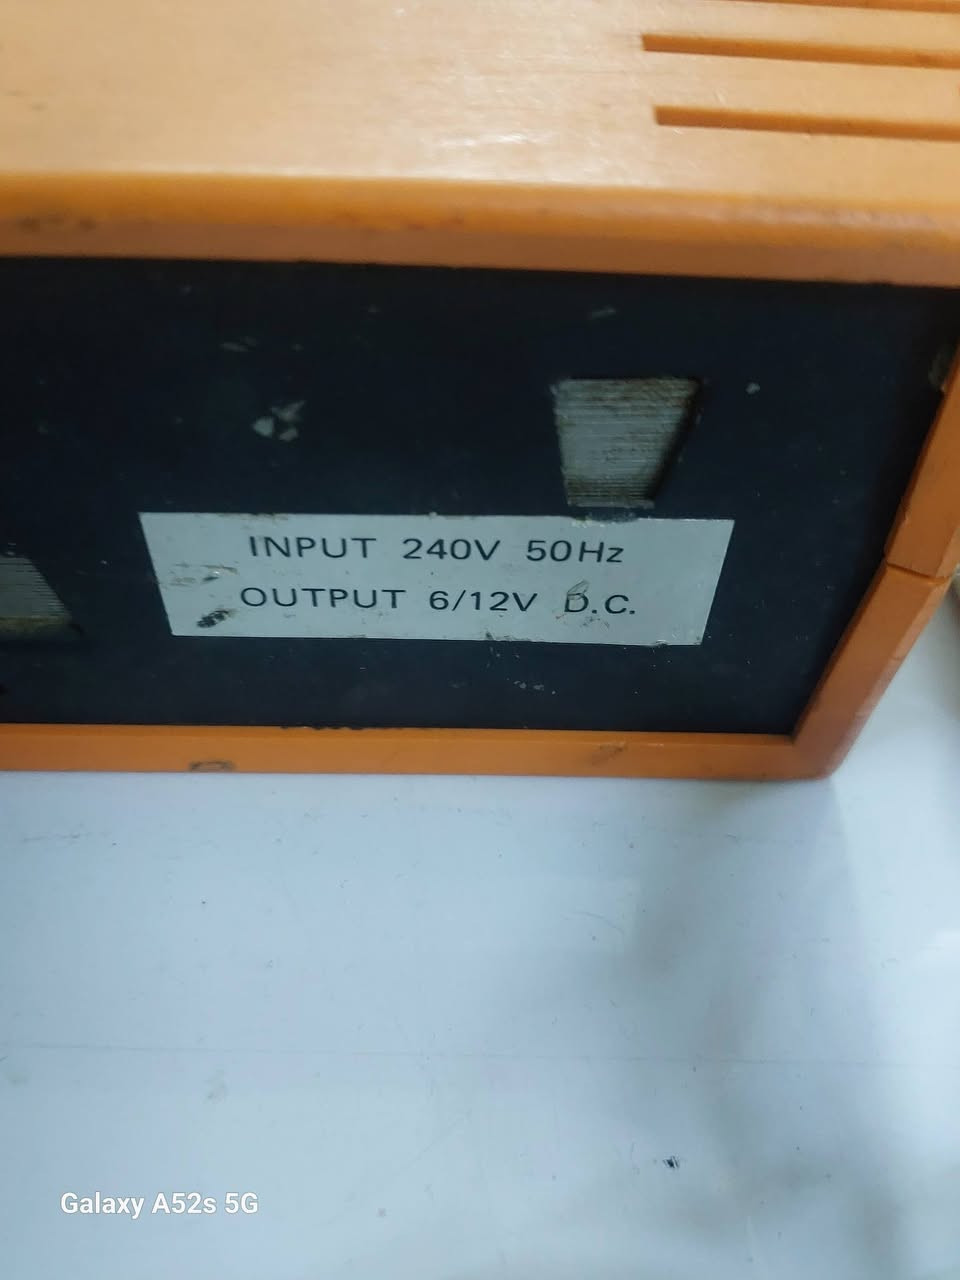 INPUT 240V 50Hz
OUTPUT 6/12V D.C.
Galaxy A52s 5G